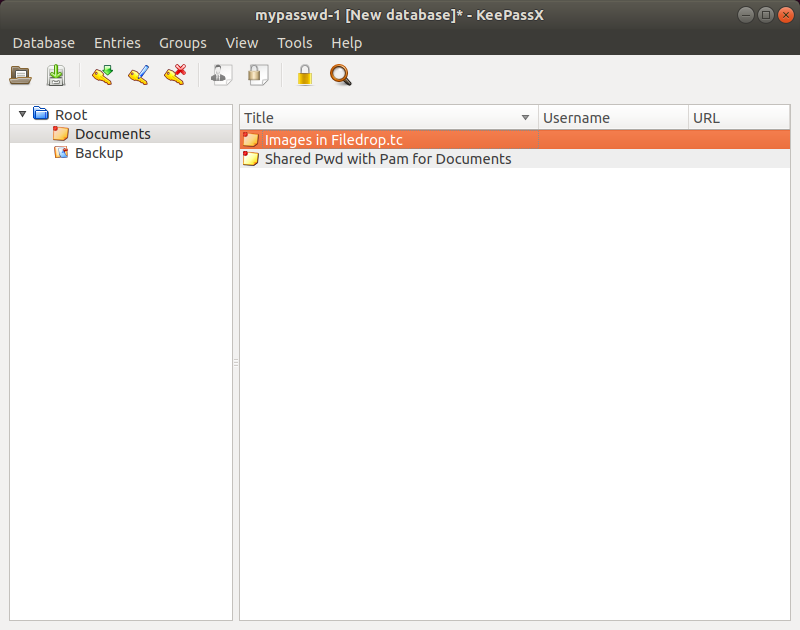 mypasswd-1 [New database]* - KeePassX
Database Entries Groups View Tools Help
Root
Documents
Backup
Title Username URL
Images in Filedrop.tc
Shared Pwd with Pam for Documents